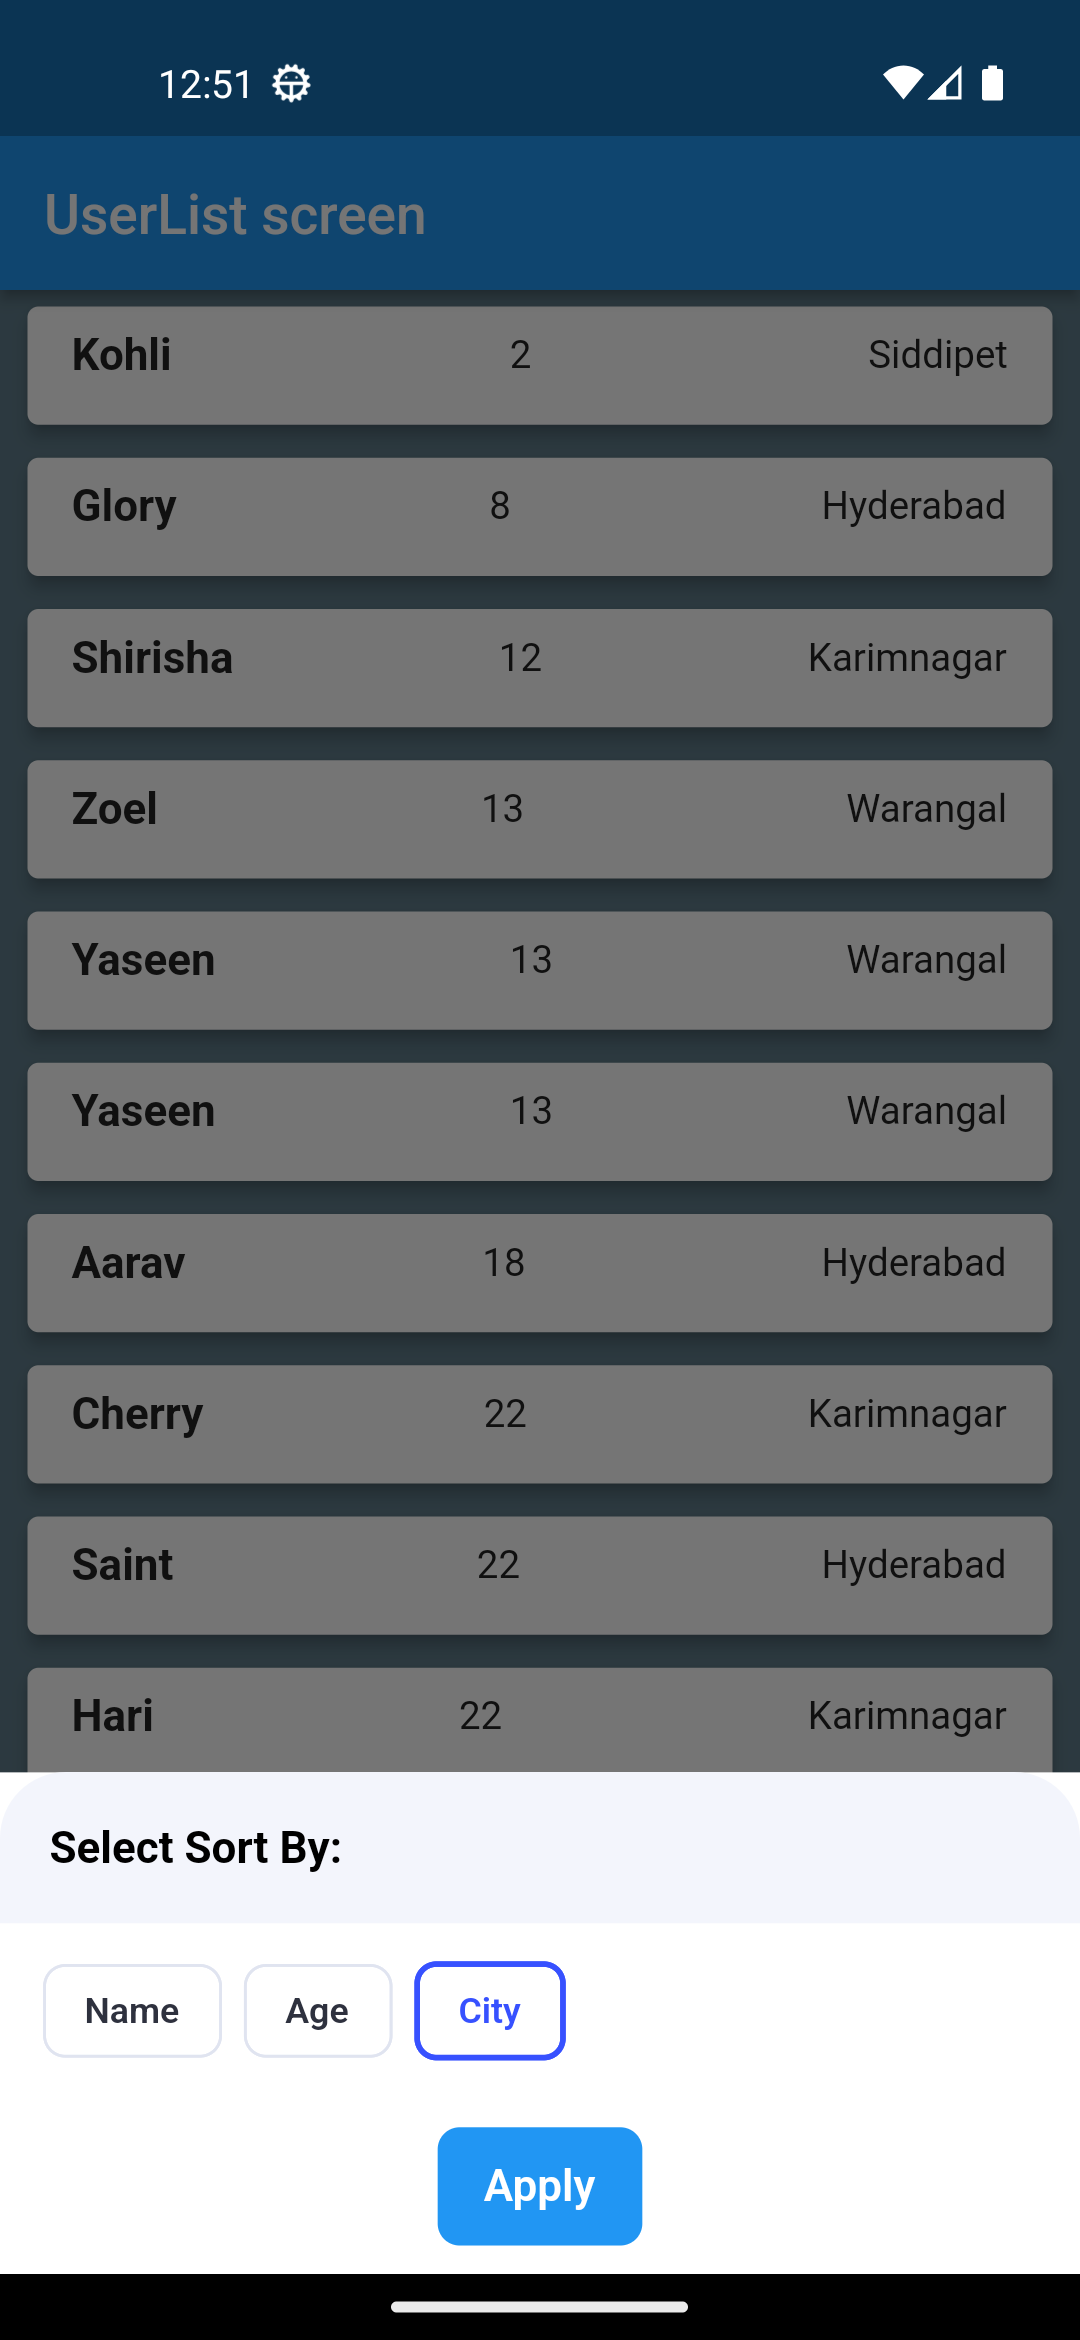 12:51
UserList screen
Kohli 2 Siddipet
Glory 8 Hyderabad
Shirisha 12 Karimnagar
Zoel 13 Warangal
Yaseen 13 Warangal
Yaseen 13 Warangal
Aarav 18 Hyderabad
Cherry 22 Karimnagar
Saint 22 Hyderabad
Hari 22 Karimnagar
Select Sort By:
Name Age City
Apply